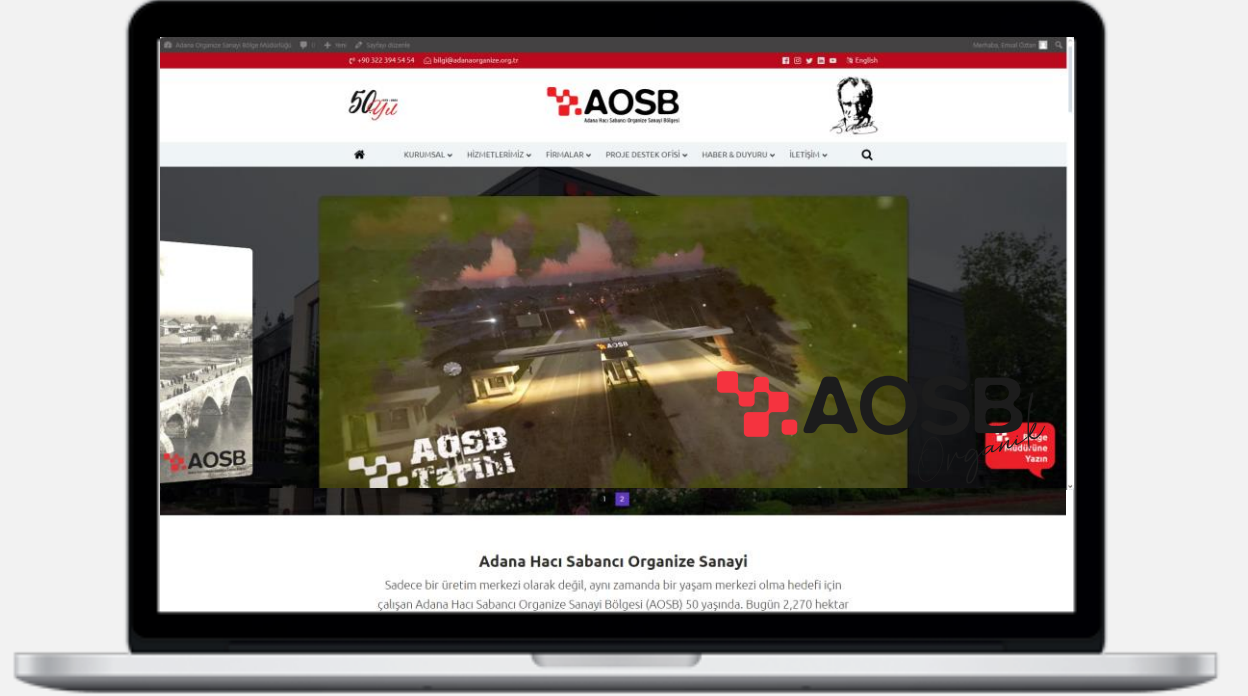 Adana Organize Sanayi Bölge Müdürlüğü 0 Yeni Sayfayı düzenle Merhaba, Ensal Özten
+90 322 394 54 54 bilgi@adanaorganize.org.tr English
50.Yıl
AOSB
Adana Hacı Sabancı Organize Sanayi Bölgesi
KURUMSAL HİZMETLERİMİZ FİRMALAR PROJE DESTEK OFİSİ HABER & DUYURU İLETİŞİM
AOSB
AOSB
Organik
AOSB
Tarihi
AOSB
Müdürüne
Yazın
1 2
Adana Hacı Sabancı Organize Sanayi
Sadece bir üretim merkezi olarak değil, aynı zamanda bir yaşam merkezi olma hedefi için
çalışan Adana Hacı Sabancı Organize Sanayi Bölgesi (AOSB) 50 yaşında. Bugün 2,270 hektar